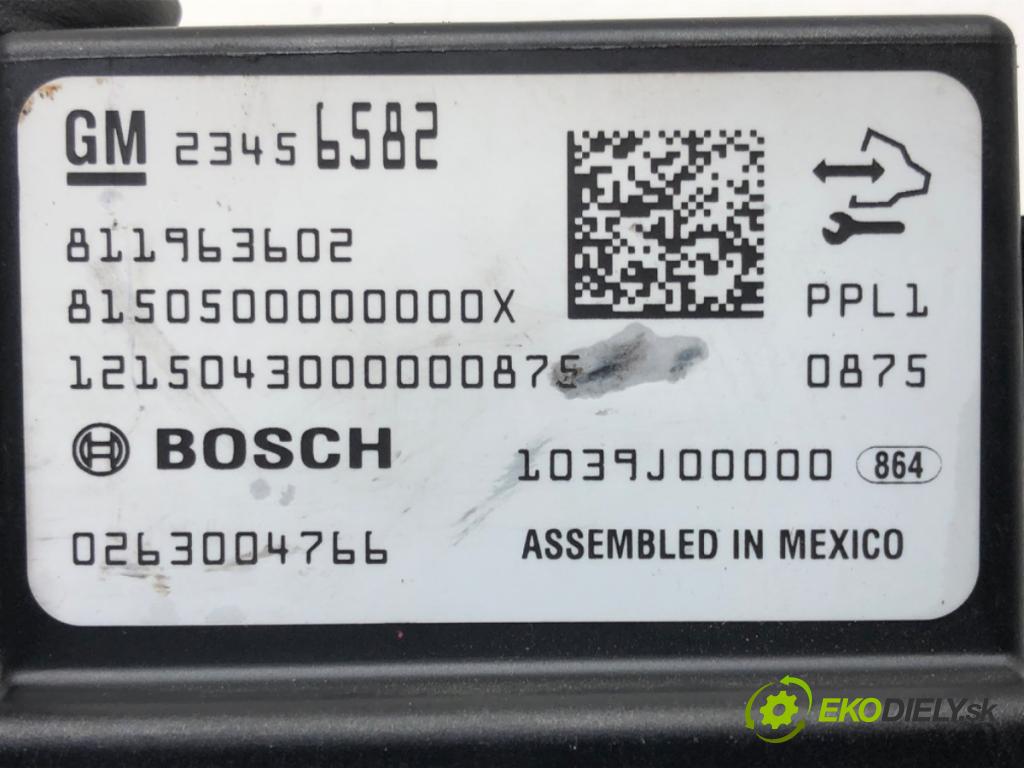 GM 23456582
811963602
8150500000000X PPL1
1215043000000875 0875
BOSCH 1039J00000 864
0263004766 ASSEMBLED IN MEXICO
EKODIELY.sk